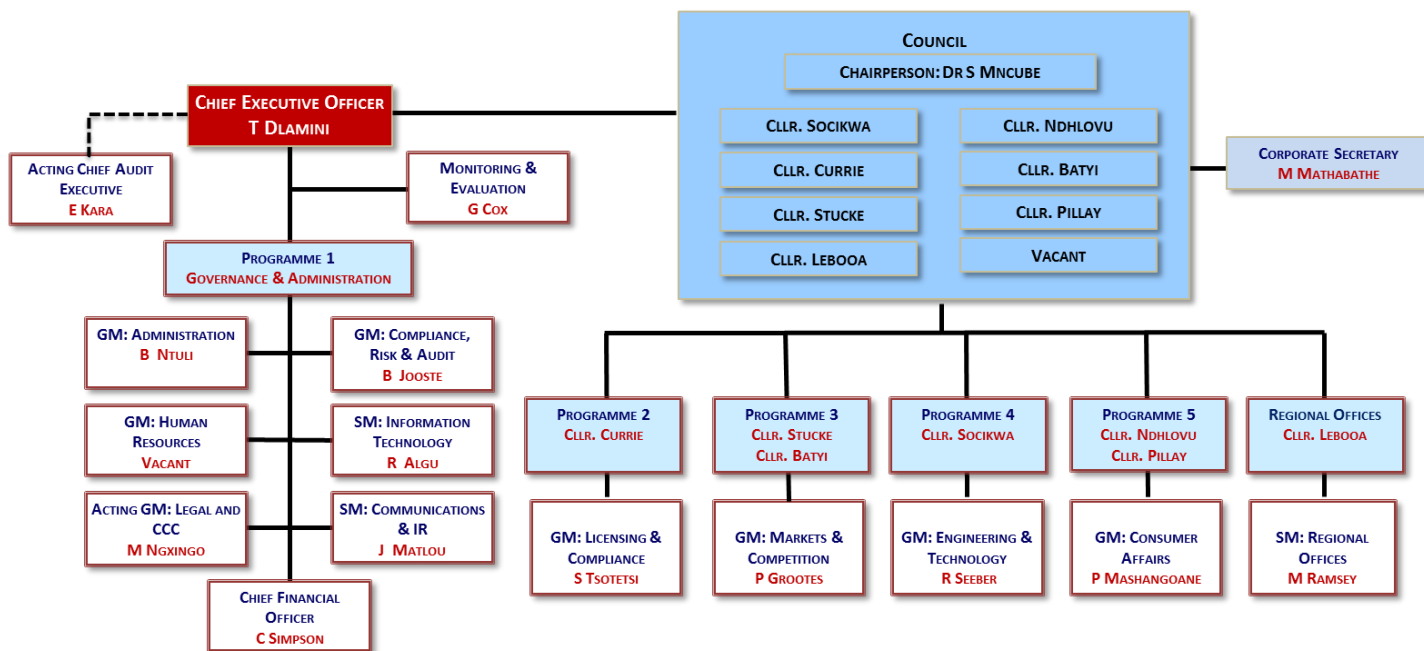 Council
Chairperson: Dr S Mncube
Cllr. Socikwa
Cllr. Ndhlovu
Cllr. Currie
Cllr. Batyi
Cllr. Stucke
Cllr. Pillay
Cllr. Lebooa
Vacant
Corporate Secretary
M Mathabathe
Chief Executive Officer
T Dlamini
Acting Chief Audit
Executive
E Kara
Monitoring &
Evaluation
G Cox
Programme 1
Governance & Administration
GM: Administration
B Ntuli
GM: Compliance,
Risk & Audit
B Jooste
GM: Human
Resources
Vacant
SM: Information
Technology
R Algu
Acting GM: Legal and
CCC
M Ngxingo
SM: Communications
& IR
J Matlou
Chief Financial
Officer
C Simpson
Programme 2
Cllr. Currie
Programme 3
Cllr. Stucke
Cllr. Batyi
Programme 4
Cllr. Socikwa
Programme 5
Cllr. Ndhlovu
Cllr. Pillay
Regional Offices
Cllr. Lebooa
GM: Licensing &
Compliance
S Tsotetsi
GM: Markets &
Competition
P Grootes
GM: Engineering &
Technology
R Seeber
GM: Consumer
Affairs
P Mashangoane
SM: Regional
Offices
M Ramsey